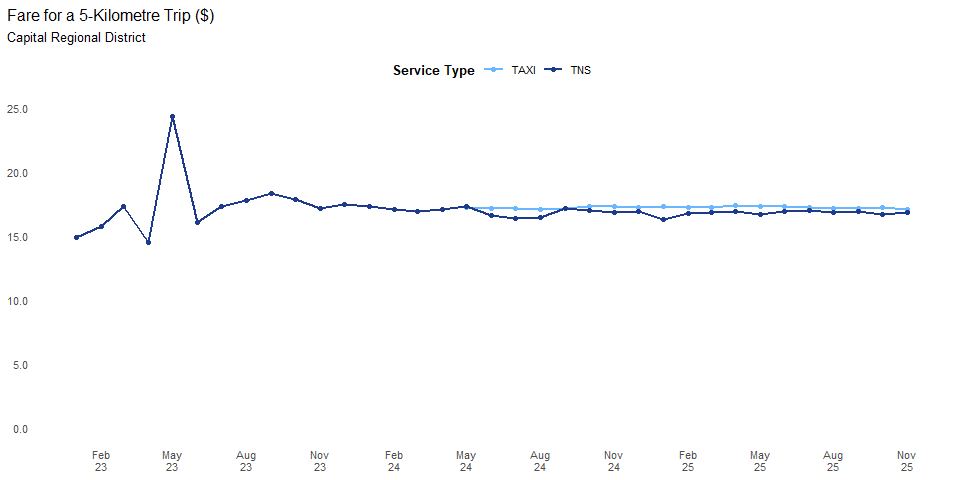 Fare for a 5-Kilometre Trip ($)
Capital Regional District
Service Type TAXI TNS
25.0
20.0
15.0
10.0
5.0
0.0
Feb May Aug Nov Feb May Aug Nov Feb May Aug Nov
23 23 23 23 24 24 24 24 25 25 25 25